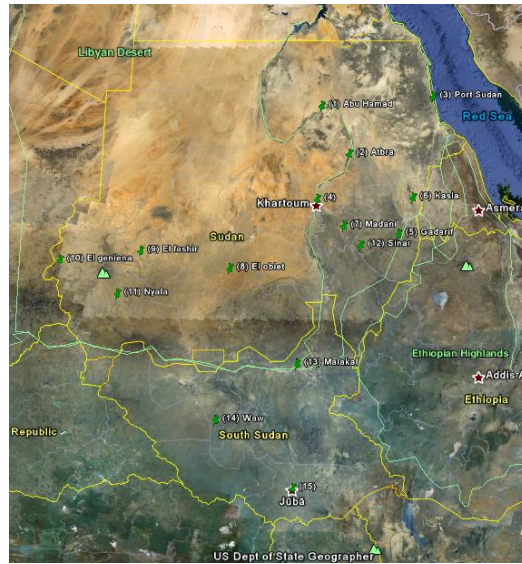 Libyan Desert
(3) Port Sudan
(1) Abu Hamad
Red Sea
(2) Atbra
(6) Kasla
(4)
Khartoum
Asmera
(7) Madani
(5) Gadarif
Sudan
(12) Sinar
(9) El fashir
(10) El geniena
(8) El obiet
(11) Nyala
Ethiopian Highlands
(13) Malakal
Addis A
Ethiopia
(14) Waw
Republic
South Sudan
(15)
Jūbā
US Dept of State Geographer